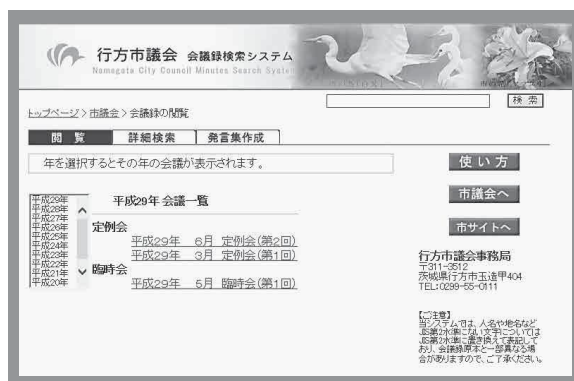 行方市議会 会議録検索システム
Namegata City Council Minutes Search System
検 索
トップページ > 市議会 > 会議録の閲覧
閲 覧
詳細検索
発言集作成
年を選択するとその年の会議が表示されます。
使 い 方
市議会へ
市サイトへ
平成29年
平成28年
平成27年
平成26年
平成25年
平成24年
平成23年
平成22年
平成21年
平成20年
平成29年 会議一覧
定例会
平成29年 6月 定例会(第2回)
平成29年 3月 定例会(第1回)
臨時会
平成29年 5月 臨時会(第1回)
行方市議会事務局
〒311-3512
茨城県行方市玉造甲404
TEL:0299-55-0111
【ご注意】
当システムでは、人名や地名など
JIS第2水準にない文字については
JIS第2水準に置き換えて表記して
おり、会議録原本と一部異なる場
合がありますので、ご了承ください。